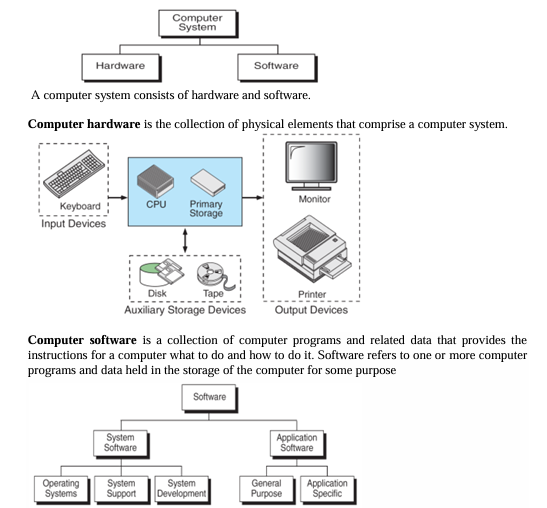 Computer
System
Hardware
Software
A computer system consists of hardware and software.
Computer hardware is the collection of physical elements that comprise a computer system.
Keyboard
Input Devices
CPU
Primary
Storage
Monitor
Disk
Tape
Auxiliary Storage Devices
Printer
Output Devices
Computer software is a collection of computer programs and related data that provides the
instructions for a computer what to do and how to do it. Software refers to one or more computer
programs and data held in the storage of the computer for some purpose
Software
System
Software
Application
Software
Operating
Systems
System
Support
System
Development
General
Purpose
Application
Specific